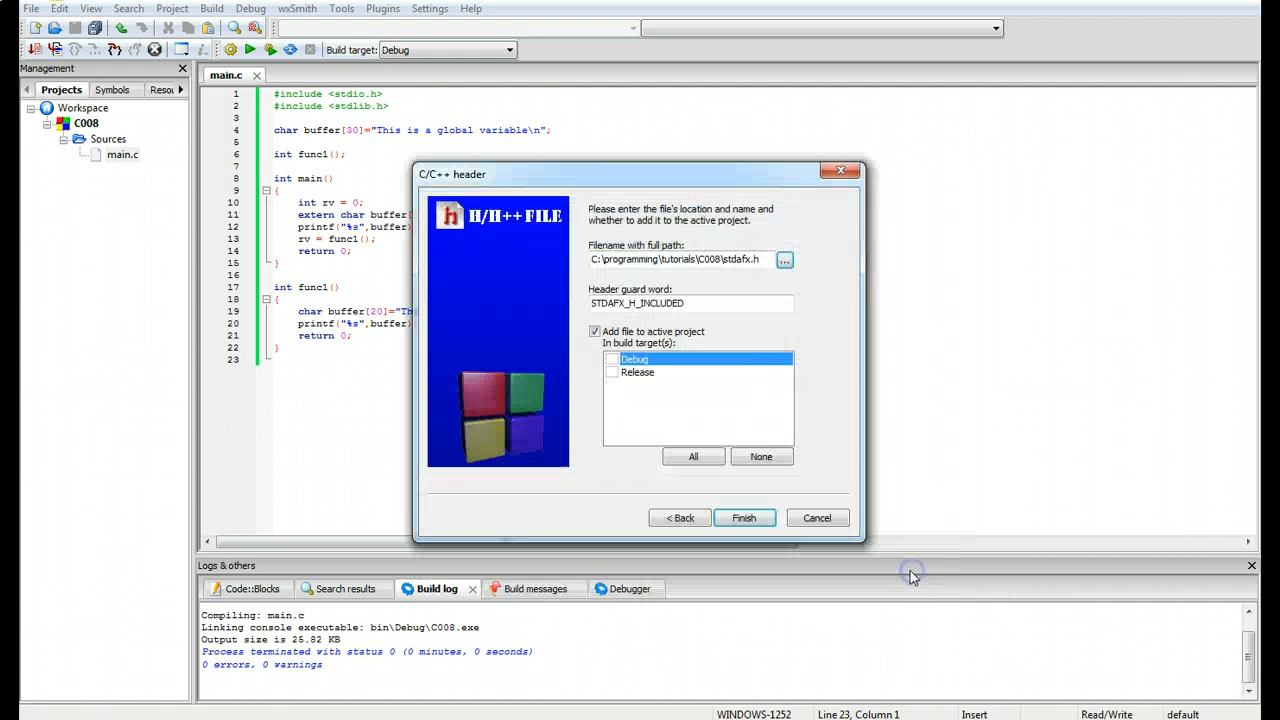 File Edit View Search Project Build Debug wxSmith Tools Plugins Settings Help
Build target: Debug
Management
Projects Symbols Resou
Workspace
C008
Sources
main.c
main.c
1 #include <stdio.h>
2 #include <stdlib.h>
3
4 char buffer[30]="This is a global variable\n";
5
6 int func1();
7
8 int main()
9 {
10 int rv = 0;
11 extern char buffer[
12 printf("%s",buffer)
13 rv = func1();
14 return 0;
15 }
16
17 int func1()
18 {
19 char buffer[20]="Th
20 printf("%s",buffer)
21 return 0;
22 }
23
C/C++ header
h H/H++ FILE
Please enter the file's location and name and
whether to add it to the active project.
Filename with full path:
C:\programming\tutorials\C008\stdafx.h ...
Header guard word:
STDAFX_H_INCLUDED
Add file to active project
In build target(s):
Debug
Release
All None
< Back Finish Cancel
Logs & others
Code::Blocks Search results Build log Build messages Debugger
Compiling: main.c
Linking console executable: bin\Debug\C008.exe
Output size is 25.82 KB
Process terminated with status 0 (0 minutes, 0 seconds)
0 errors, 0 warnings
WINDOWS-1252 Line 23, Column 1 Insert Read/Write default